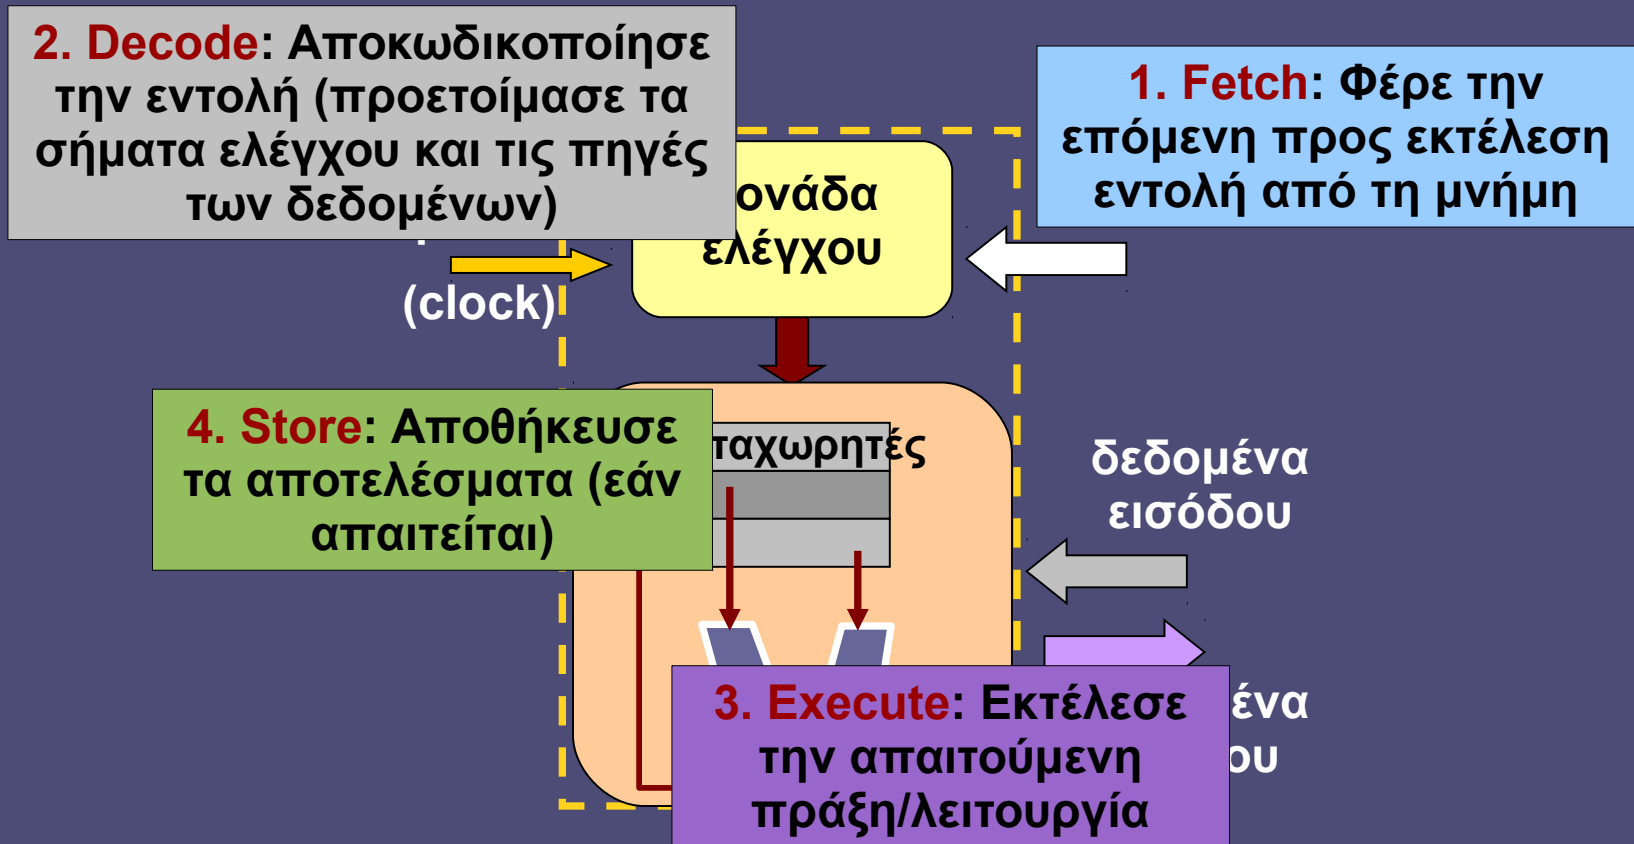 2. Decode: Αποκωδικοποίησε
την εντολή (προετοίμασε τα
σήματα ελέγχου και τις πηγές
των δεδομένων)
1. Fetch: Φέρε την
επόμενη προς εκτέλεση
εντολή από τη μνήμη
ονάδα
ελέγχου
(clock)
4. Store: Αποθήκευσε
τα αποτελέσματα (εάν
απαιτείται)
ταχωρητές
δεδομένα
εισόδου
3. Execute: Εκτέλεσε
την απαιτούμενη
πράξη/λειτουργία
ένα
ου